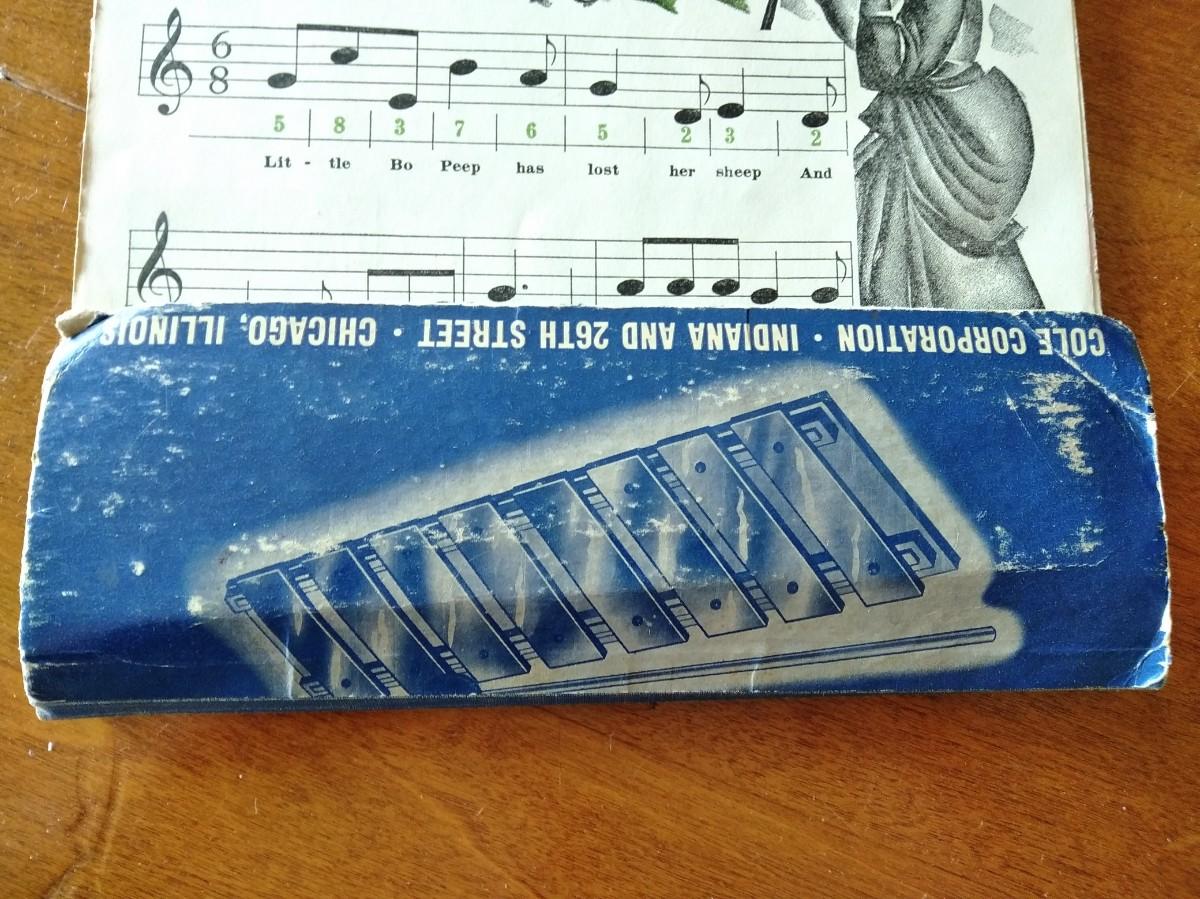 6
8
5 8 3 7 6 5 2 3 2
Lit - tle Bo Peep has lost her sheep And
COLE CORPORATION · INDIANA AND 26TH STREET · CHICAGO, ILLINOIS